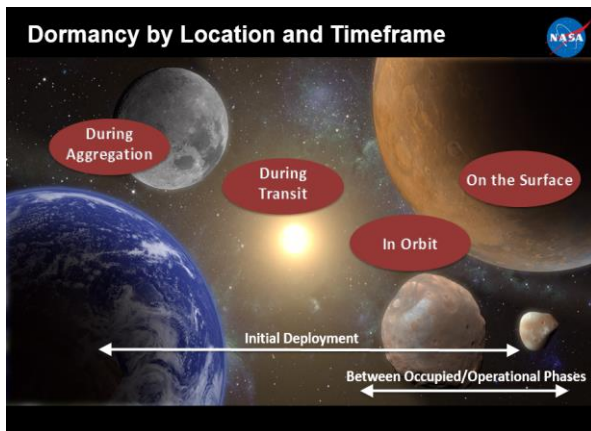 Dormancy by Location and Timeframe
NASA
During
Aggregation
During
Transit
On the Surface
In Orbit
Initial Deployment
Between Occupied/Operational Phases